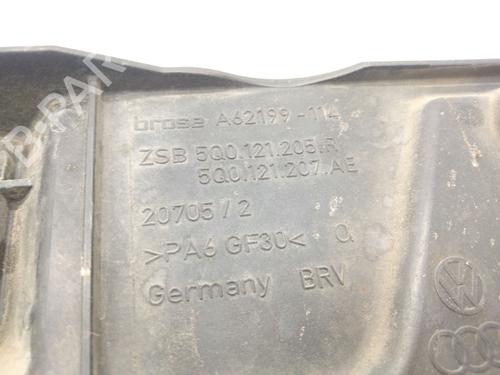 brose A62199-114
ZSB 5Q0.121.205.R
5Q0.121.207.AE
20705/2
>PA6 GF30< Q
Germany BRV